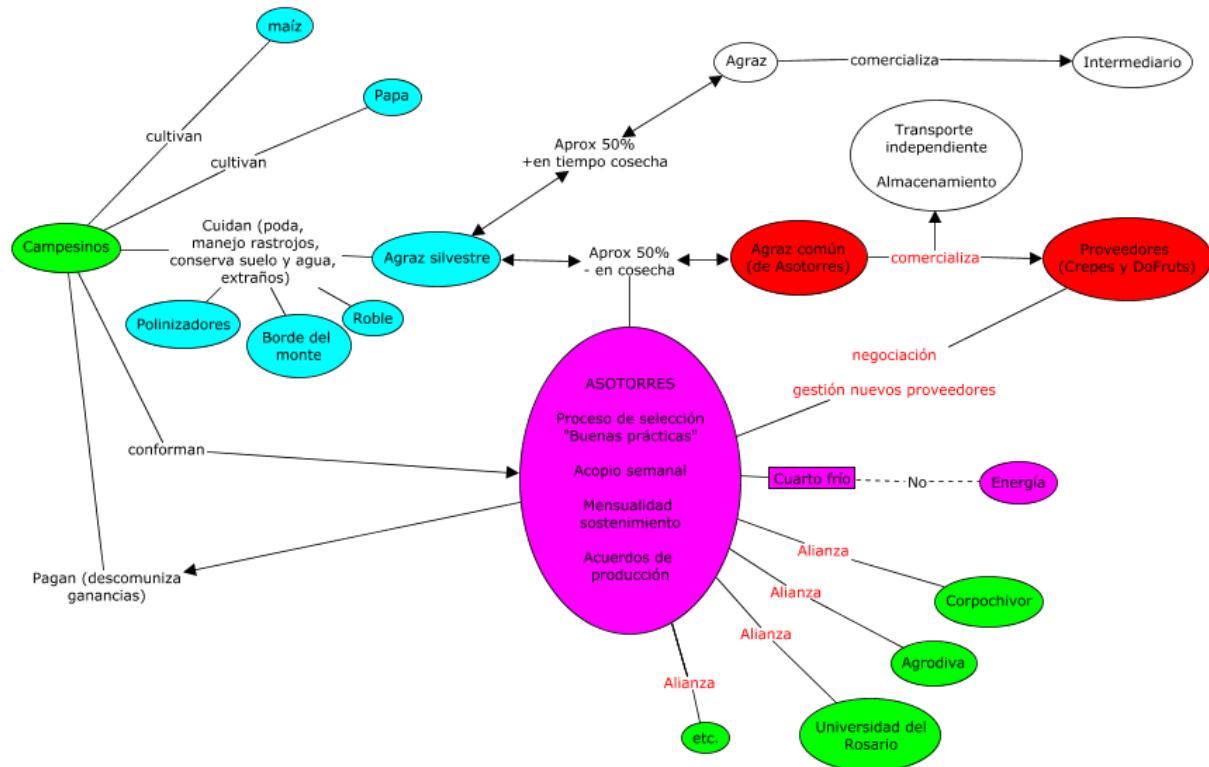 maíz
Papa
cultivan
cultivan
Campesinos
Cuidan (poda,
manejo rastrojos,
conserva suelo y agua,
extraños)
Agraz silvestre
Polinizadores
Borde del
monte
Roble
Aprox 50%
+en tiempo cosecha
Agraz
comercializa
Intermediario
Transporte
independiente
Almacenamiento
Aprox 50%
- en cosecha
Agraz común
(de Asotorres)
comercializa
Proveedores
(Crepes y DoFruts)
negociación
gestión nuevos proveedores
ASOTORRES
Proceso de selección
"Buenas prácticas"
Acopio semanal
Mensualidad
sostenimiento
Acuerdos de
producción
conforman
Pagan (descomuniza
ganancias)
Cuarto frío
No
Energía
Alianza
Corpochivor
Alianza
Agrodiva
Alianza
Universidad del
Rosario
Alianza
etc.